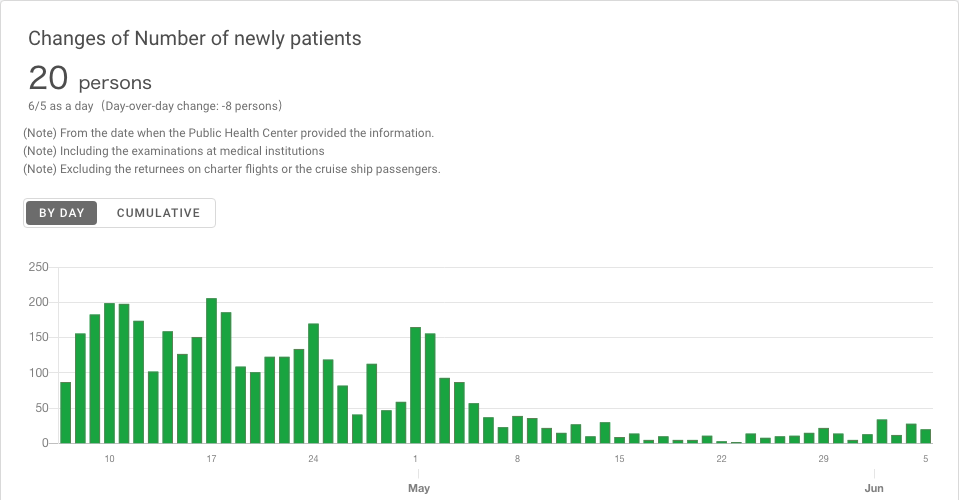 Changes of Number of newly patients
20 persons
6/5 as a day（Day-over-day change: -8 persons）
(Note) From the date when the Public Health Center provided the information.
(Note) Including the examinations at medical institutions
(Note) Excluding the returnees on charter flights or the cruise ship passengers.
BY DAY CUMULATIVE
250
200
150
100
50
0
10 17 24 1 8 15 22 29 5
May Jun